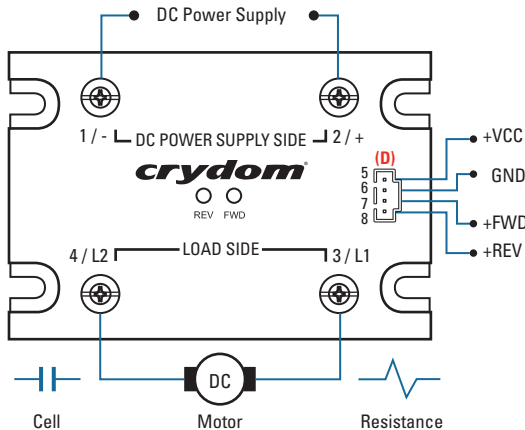 DC Power Supply
1 / -
DC POWER SUPPLY SIDE
2 / +
(D)
5
6
7
8
+VCC
GND
+FWD
+REV
crydom
REV
FWD
4 / L2
LOAD SIDE
3 / L1
DC
Cell
Motor
Resistance